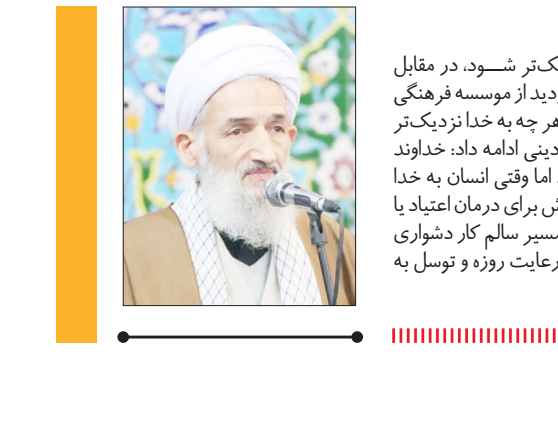 ک‌تر شـــود، در مقابل
دید از موسسه فرهنگی
هر چه به خدا نزدیک‌تر
دینی ادامه داد: خداوند
اما وقتی انسان به خدا
ش برای درمان اعتیاد یا
مسیر سالم کار دشواری
رعایت روزه و توسل به